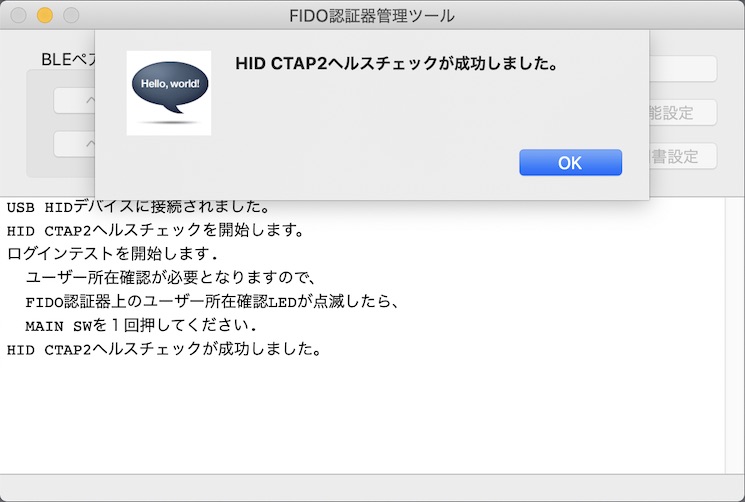 FIDO認証器管理ツール
BLEペア
HID CTAP2ヘルスチェックが成功しました。
Hello, world!
能設定
書設定
OK
USB HIDデバイスに接続されました。
HID CTAP2ヘルスチェックを開始します。
ログインテストを開始します.
ユーザー所在確認が必要となりますので、
FIDO認証器上のユーザー所在確認LEDが点滅したら、
MAIN SWを１回押してください.
HID CTAP2ヘルスチェックが成功しました。